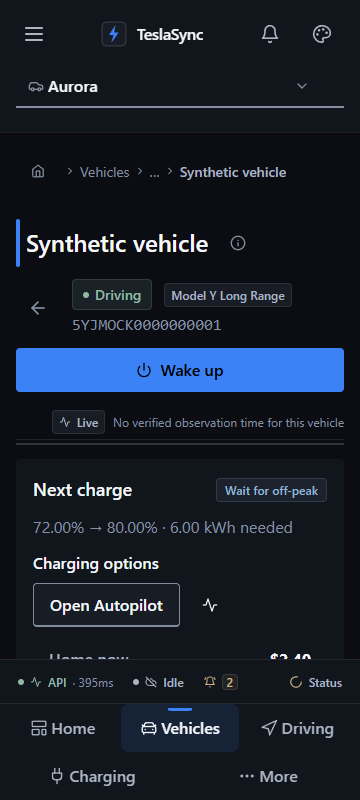 TeslaSync
Aurora
Vehicles ... Synthetic vehicle
Synthetic vehicle
Driving Model Y Long Range
5YJMOCK0000000001
Wake up
Live No verified observation time for this vehicle
Next charge Wait for off-peak
72.00% → 80.00% · 6.00 kWh needed
Charging options
Open Autopilot
API · 395ms Idle 2 Status
Home Vehicles Driving
Charging More